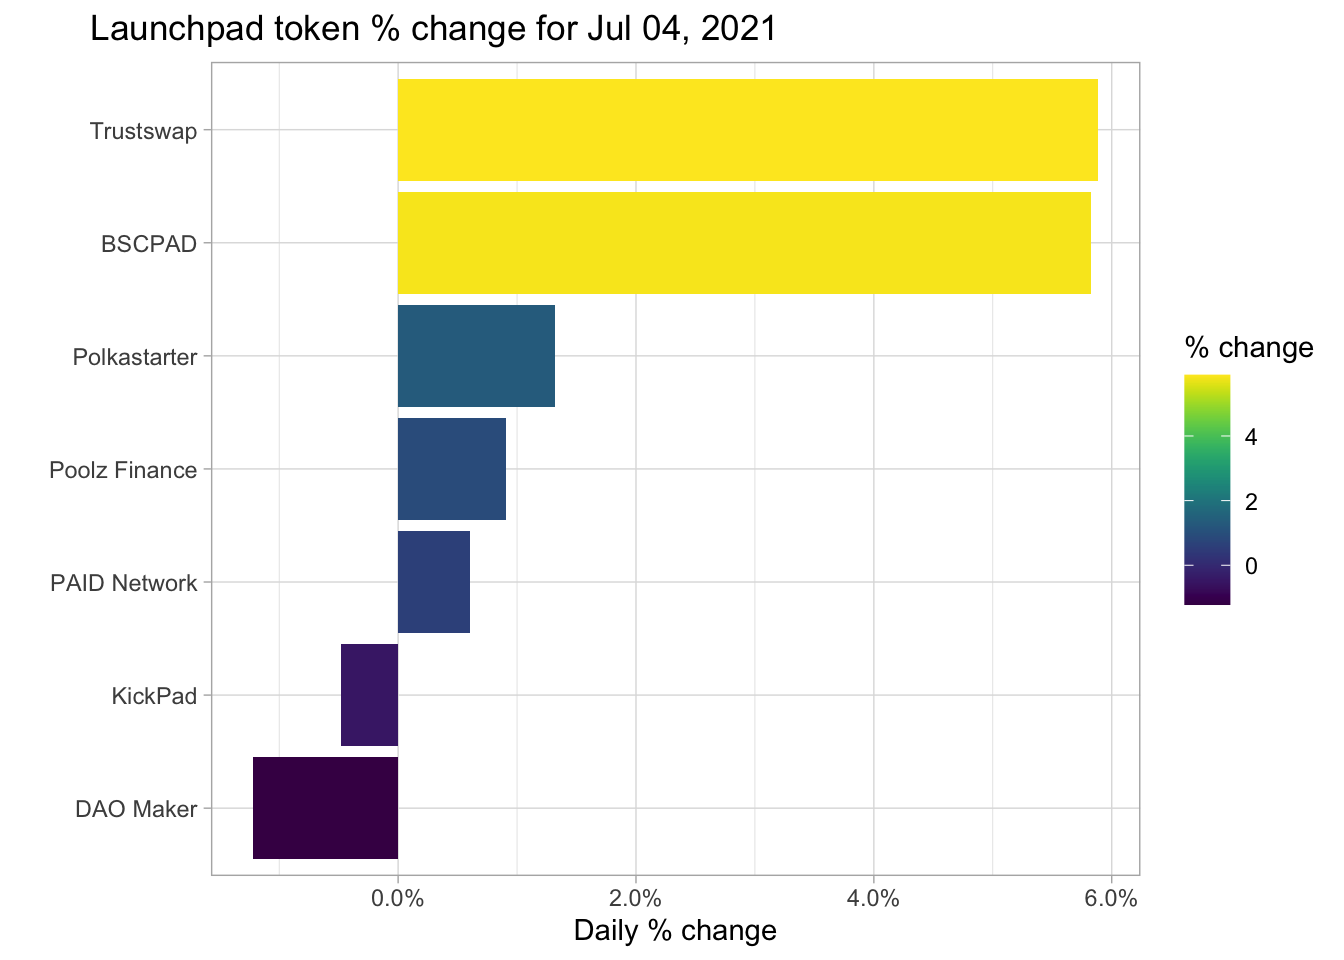 Launchpad token % change for Jul 04, 2021
Trustswap
BSCPAD
Polkastarter
Poolz Finance
PAID Network
KickPad
DAO Maker
0.0% 2.0% 4.0% 6.0%
Daily % change
% change
4
2
0